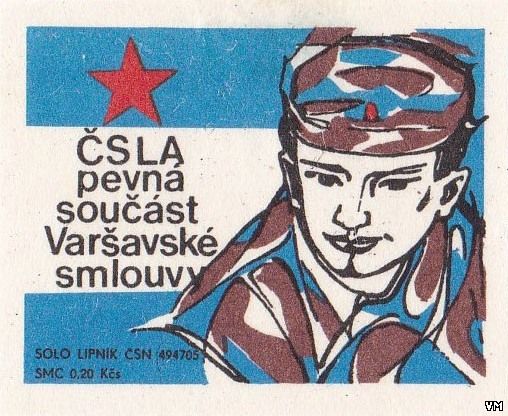 ČSLA
pevná
součást
Varšavské
smlouvy
SOLO LIPNÍK ČSN 494705
SMC 0,20 Kčs
VM